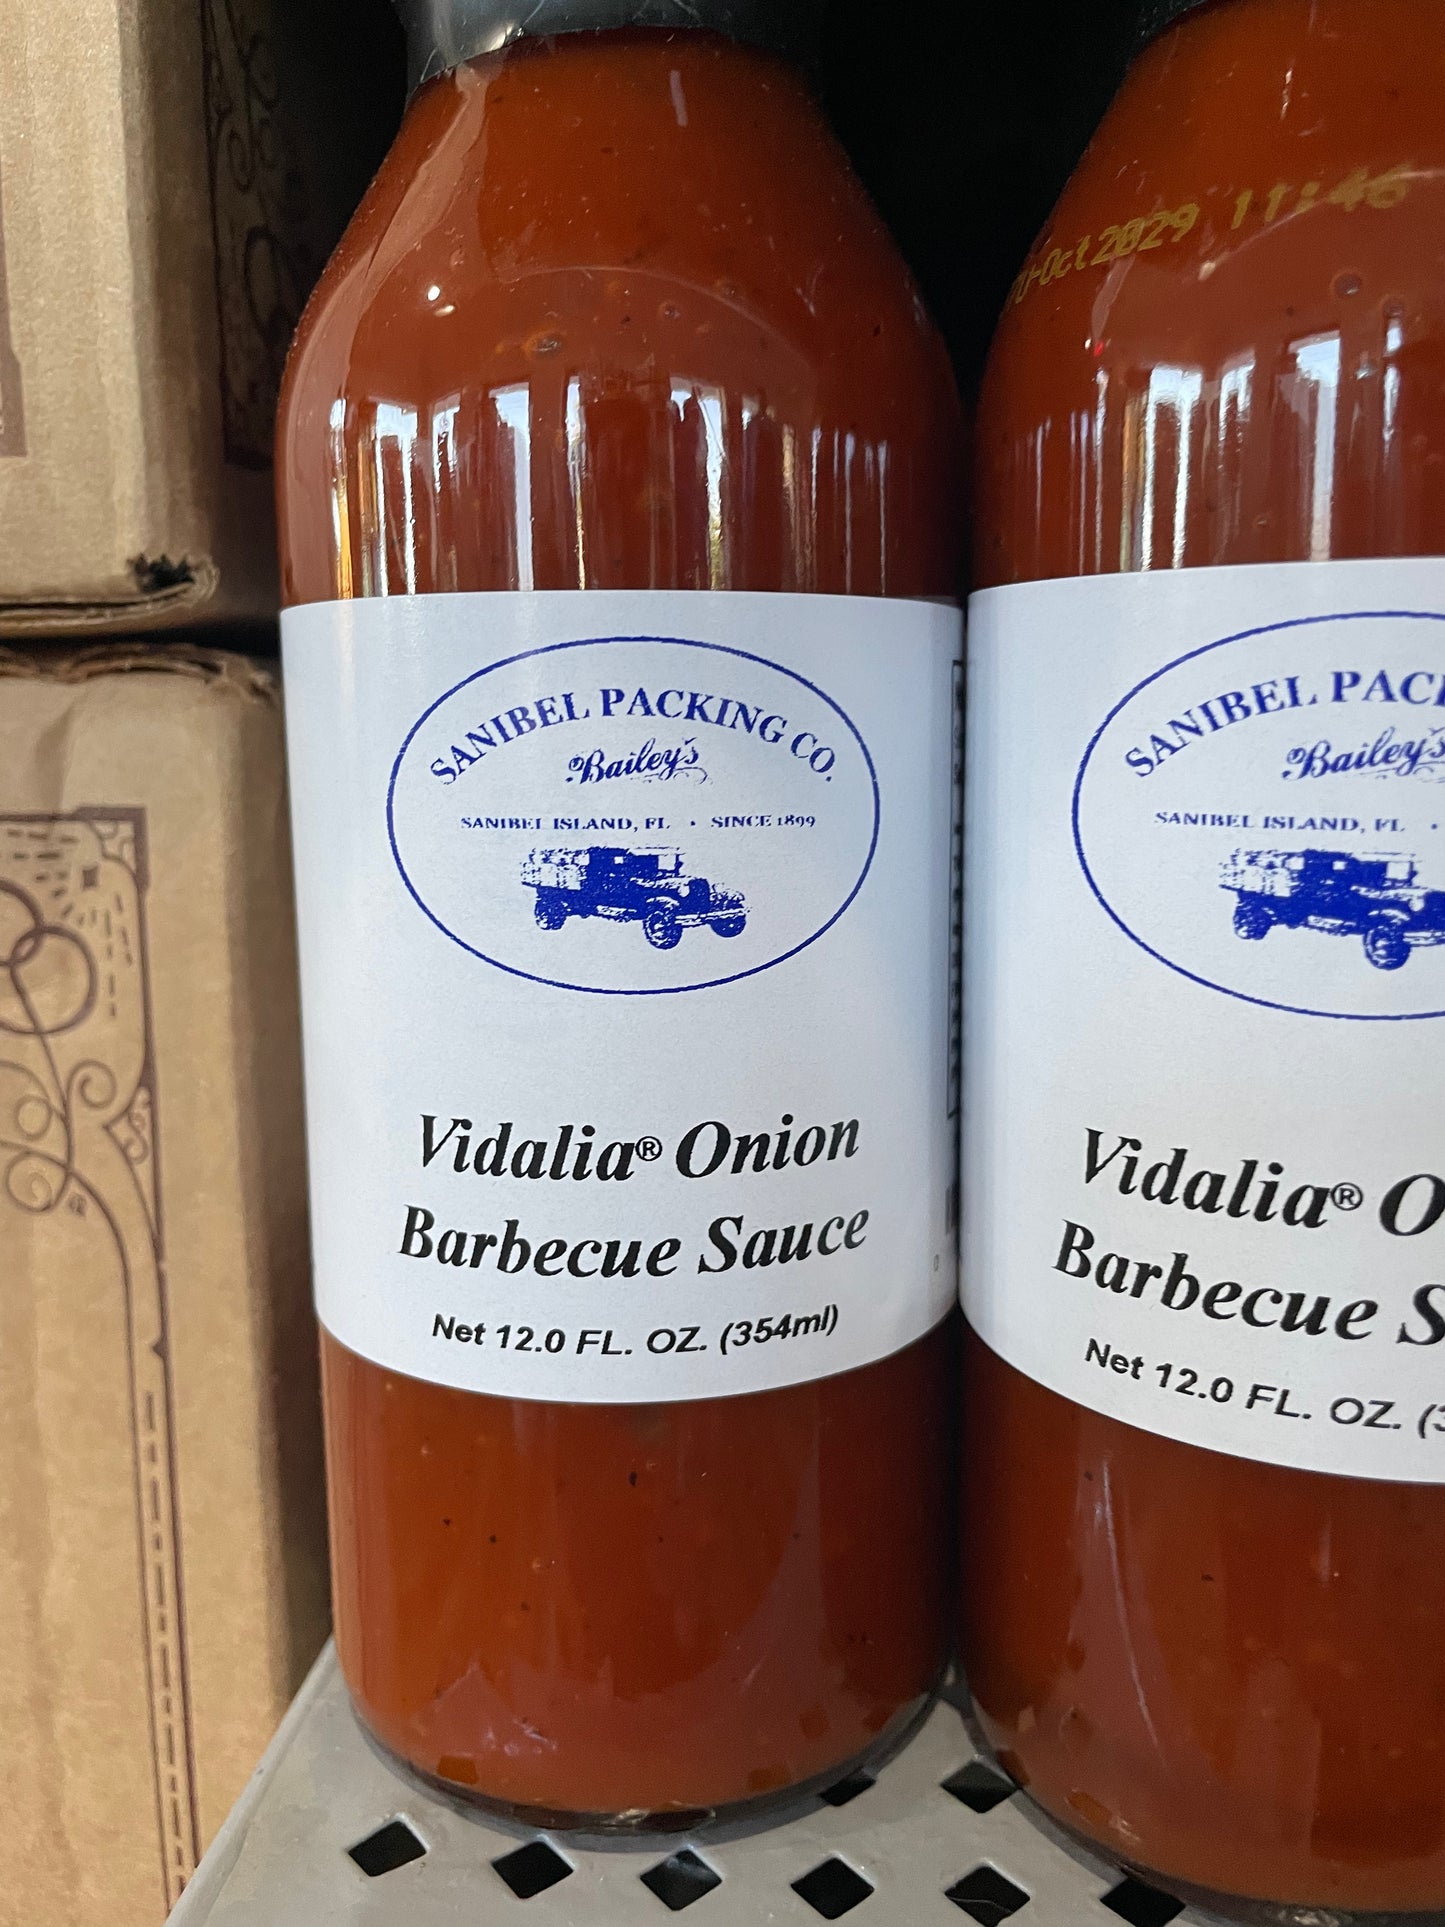 SANIBEL PACKING CO.
Bailey's
SANIBEL ISLAND, FL • SINCE 1899
Vidalia® Onion
Barbecue Sauce
Net 12.0 FL. OZ. (354ml)
Oct 2029 11:46
SANIBEL
Bailey's
SANIBEL ISLAND, FL •
Vidalia®
Barbecue
Net 12.0 FL. OZ.